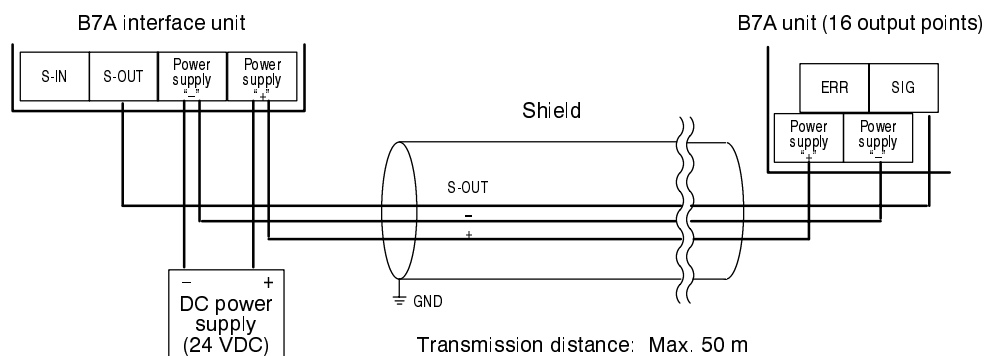 B7A interface unit
B7A unit (16 output points)
S-IN
S-OUT
Power
supply
"–"
Power
supply
"+"
ERR
SIG
Power
supply
"+"
Power
supply
"–"
Shield
S-OUT
–
+
GND
– +
DC power
supply
(24 VDC)
Transmission distance: Max. 50 m